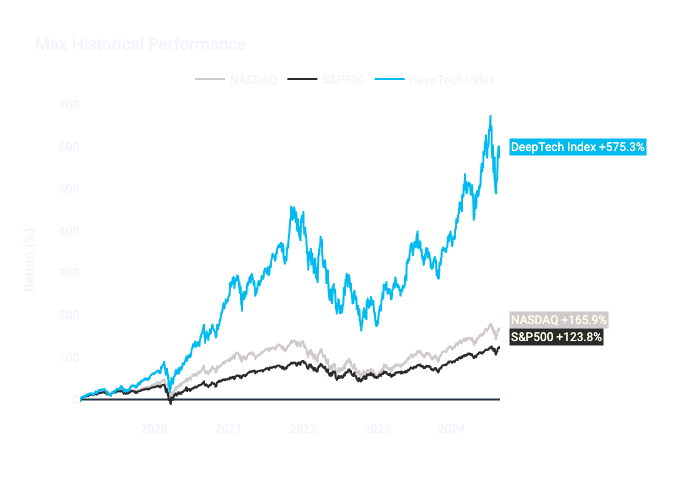 Max Historical Performance
NASDAQ S&P500 DeepTech Index
700
600
500
400
300
200
100
Return (%)
DeepTech Index +575.3%
NASDAQ +165.9%
S&P500 +123.8%
2020 2021 2022 2023 2024